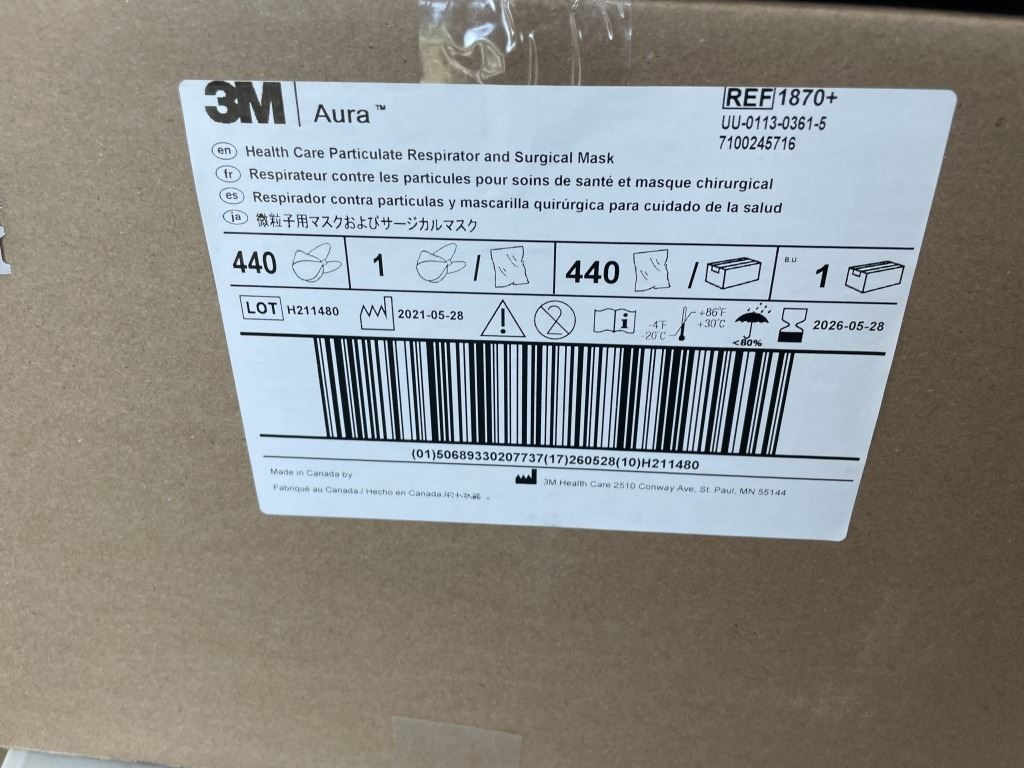 3M Aura™
REF 1870+
UU-0113-0361-5
7100245716
en Health Care Particulate Respirator and Surgical Mask
fr Respirateur contre les particules pour soins de santé et masque chirurgical
es Respirador contra partículas y mascarilla quirúrgica para cuidado de la salud
ja 微粒子用マスクおよびサージカルマスク
440 1 / 440 / B.U. 1
LOT H211480 2021-05-28 2 i -4°F -20°C +86°F +30°C <80% 2026-05-28
(01)50689330207737(17)260528(10)H211480
Made in Canada by
3M Health Care 2510 Conway Ave, St. Paul, MN 55144
Fabriqué au Canada / Hecho en Canada /